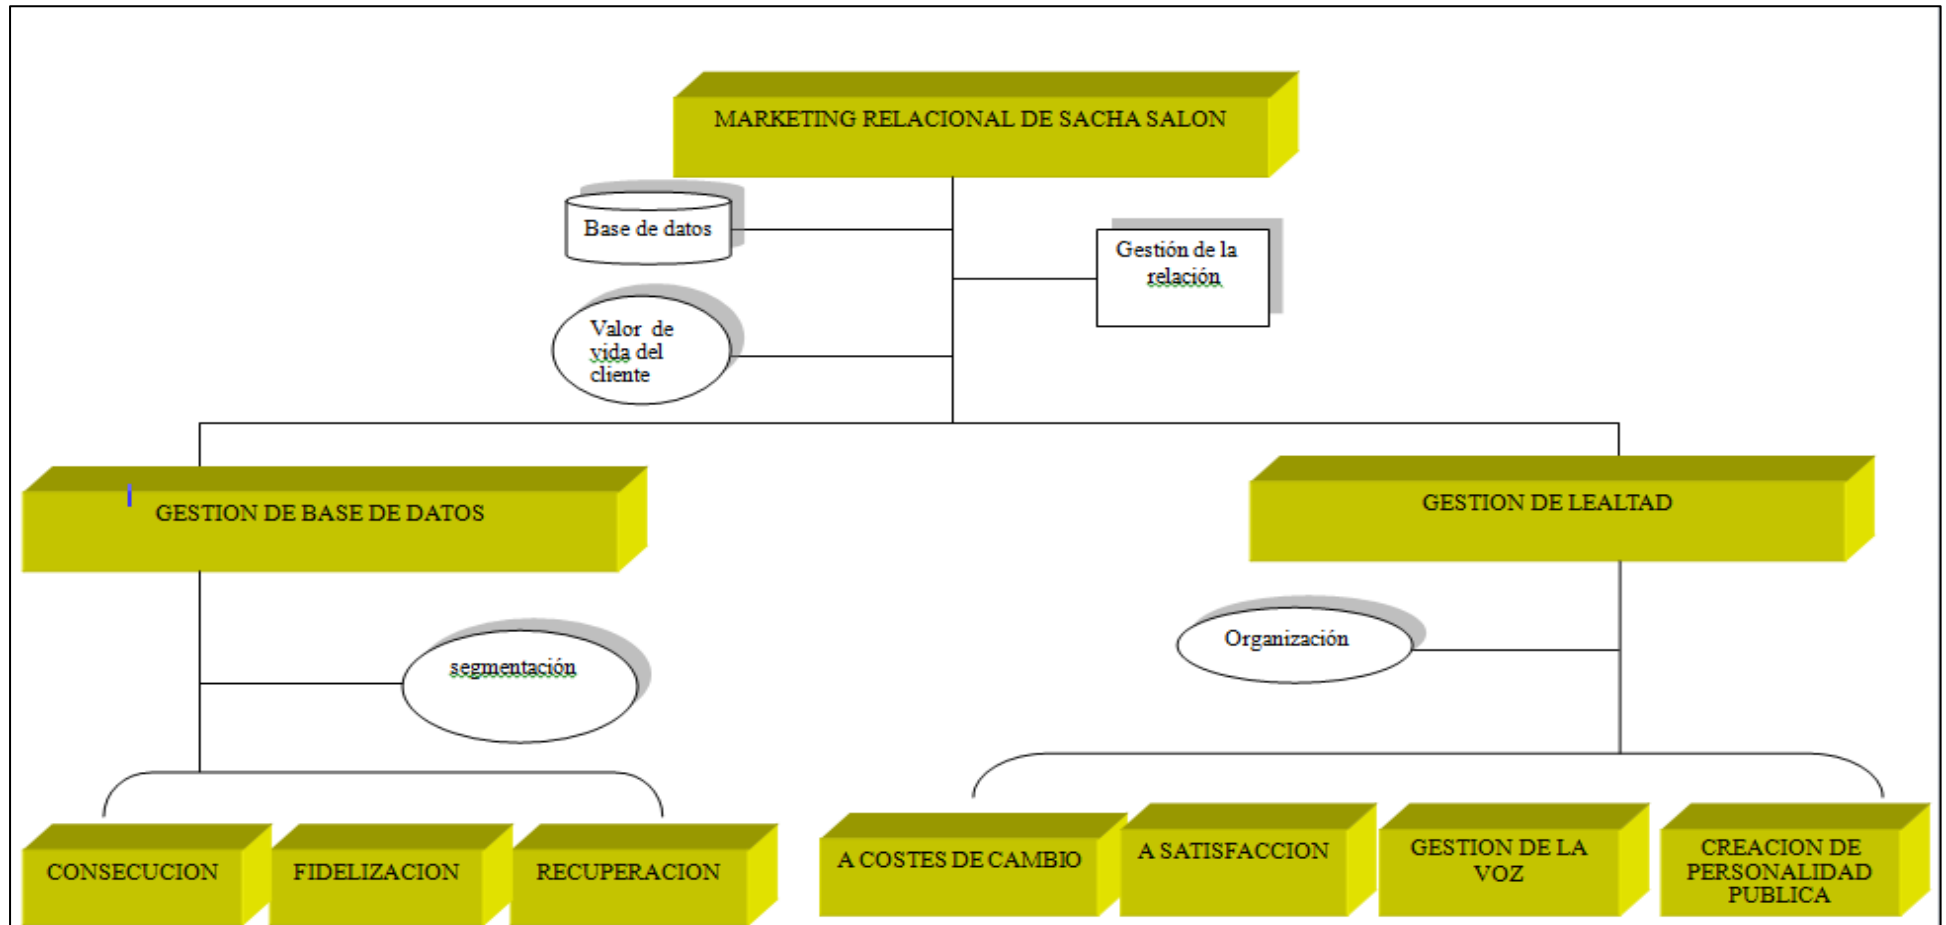 MARKETING RELACIONAL DE SACHA SALON
Base de datos
Gestión de la
relación
Valor de
vida del
cliente
GESTION DE BASE DE DATOS
GESTION DE LEALTAD
segmentación
Organización
CONSECUCION
FIDELIZACION
RECUPERACION
A COSTES DE CAMBIO
A SATISFACCION
GESTION DE LA
VOZ
CREACION DE
PERSONALIDAD
PUBLICA